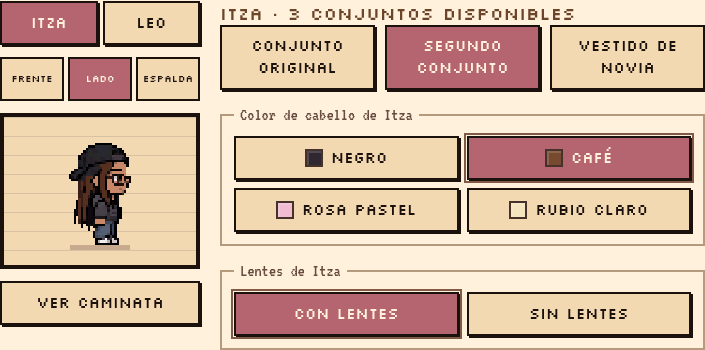 ITZA
LEO
FRENTE
LADO
ESPALDA
VER CAMINATA
ITZA · 3 CONJUNTOS DISPONIBLES
CONJUNTO
ORIGINAL
SEGUNDO
CONJUNTO
VESTIDO DE
NOVIA
Color de cabello de Itza
NEGRO
CAFÉ
ROSA PASTEL
RUBIO CLARO
Lentes de Itza
CON LENTES
SIN LENTES